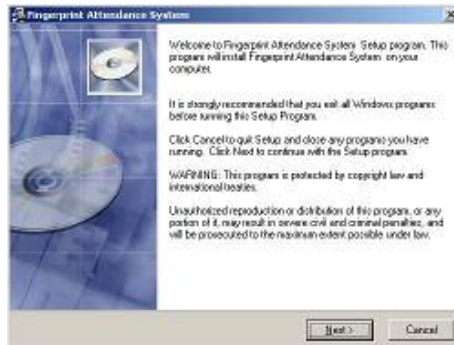 Fingerprint Attendance System
Welcome to Fingerprint Attendance System Setup program. This
program will install Fingerprint Attendance System on your
computer.
It is strongly recommended that you exit all Windows programs
before running this Setup Program.
Click Cancel to quit Setup and close any programs you have
running. Click Next to continue with the Setup program.
WARNING: This program is protected by copyright law and
international treaties.
Unauthorized reproduction or distribution of this program, or any
portion of it, may result in severe civil and criminal penalties, and
will be prosecuted to the maximum extent possible under law.
Next >
Cancel